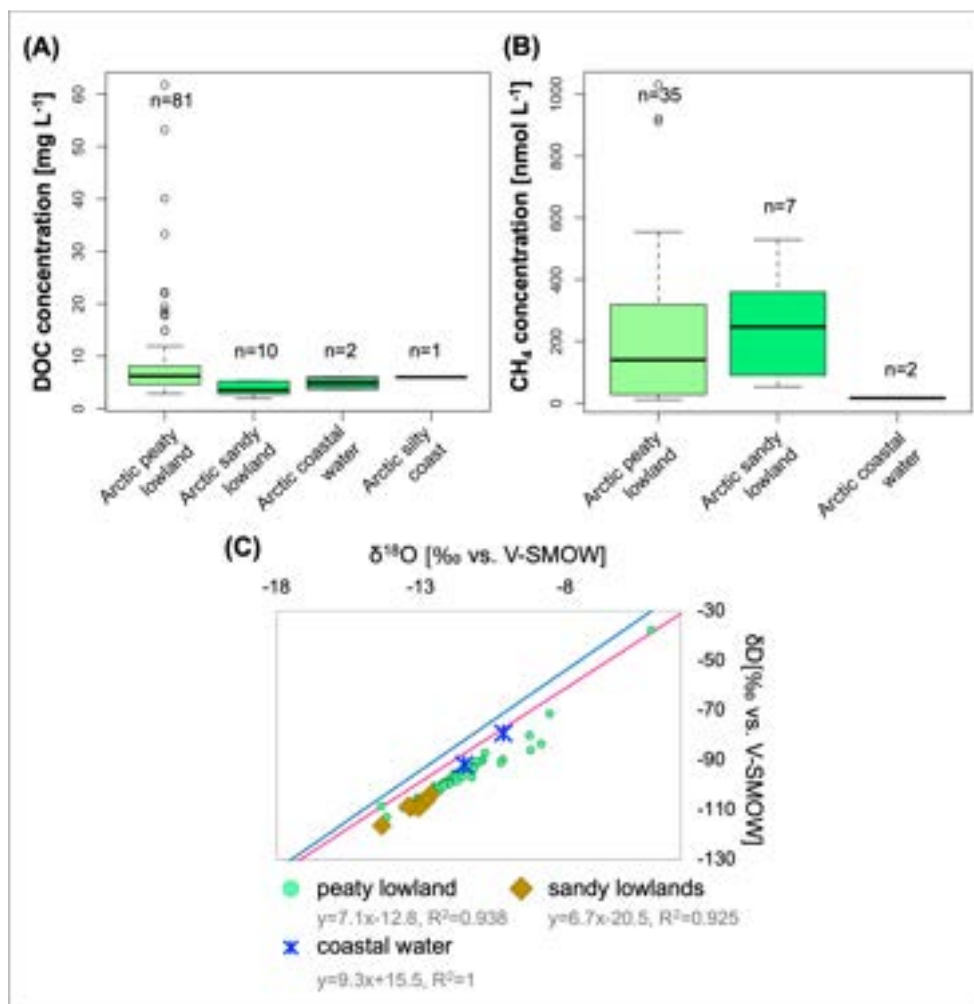 (A)
DOC concentration [mg L⁻¹]
60
50
40
30
20
10
0
n=81
n=10
n=2
n=1
Arctic peaty
lowland
Arctic sandy
lowland
Arctic coastal
water
Arctic silty
coast
(B)
CH₄ concentration [nmol L⁻¹]
1000
800
600
400
200
0
n=35
n=7
n=2
Arctic peaty
lowland
Arctic sandy
lowland
Arctic coastal
water
(C)
δ¹⁸O [‰ vs. V-SMOW]
-18 -13 -8
-30
-50
-70
-90
-110
-130
δD[‰ vs. V-SMOW]
peaty lowland
y=7.1x-12.8, R²=0.938
sandy lowlands
y=6.7x-20.5, R²=0.925
coastal water
y=9.3x+15.5, R²=1